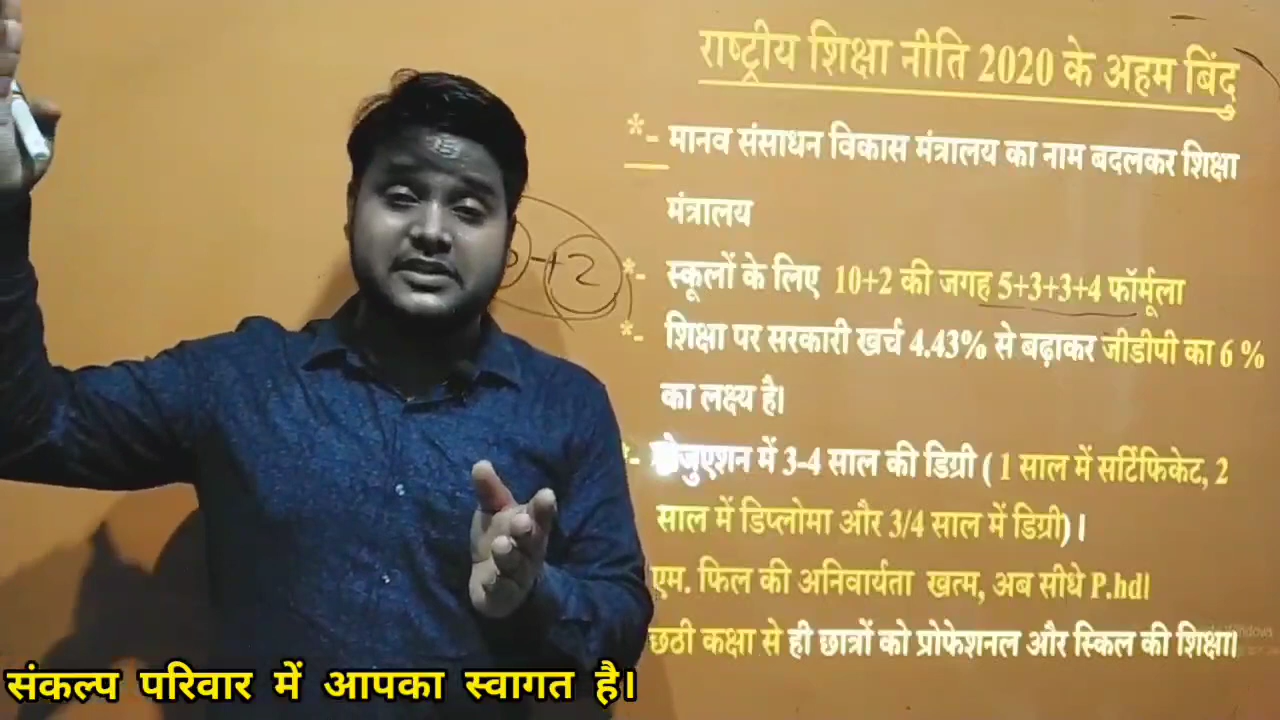 राष्ट्रीय शिक्षा नीति 2020 के अहम बिंदु
*- मानव संसाधन विकास मंत्रालय का नाम बदलकर शिक्षा
मंत्रालय
+2
*- स्कूलों के लिए 10+2 की जगह 5+3+3+4 फॉर्मूला
*- शिक्षा पर सरकारी खर्च 4.43% से बढ़ाकर जीडीपी का 6 %
का लक्ष्य है।
में 3-4 साल की डिग्री ( 1 साल में सर्टिफिकेट, 2
साल में डिप्लोमा और 3/4 साल में डिग्री) ।
एम. फिल की अनिवार्यता खत्म, अब सीधे P.hd।
छठी कक्षा से ही छात्रों को प्रोफेशनल और स्किल की शिक्षा।
संकल्प परिवार में आपका स्वागत है।